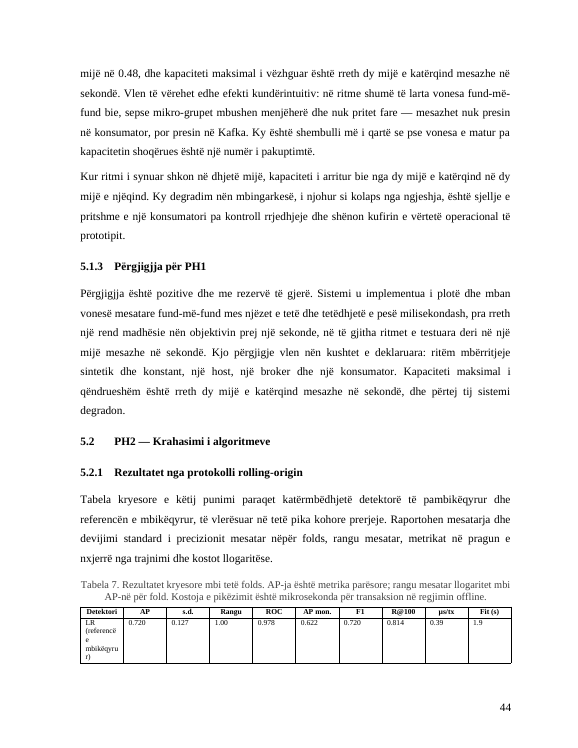 mijë në 0.48, dhe kapaciteti maksimal i vëzhguar është rreth dy mijë e katërqind mesazhe në
sekondë. Vlen të vërehet edhe efekti kundërintuitiv: në ritme shumë të larta vonesa fund-më-
fund bie, sepse mikro-grupet mbushen menjëherë dhe nuk pritet fare — mesazhet nuk presin
në konsumator, por presin në Kafka. Ky është shembulli më i qartë se pse vonesa e matur pa
kapacitetin shoqërues është një numër i pakuptimtë.
Kur ritmi i synuar shkon në dhjetë mijë, kapaciteti i arritur bie nga dy mijë e katërqind në dy
mijë e njëqind. Ky degradim nën mbingarkesë, i njohur si kolaps nga ngjeshja, është sjellje e
pritshme e një konsumatori pa kontroll rrjedhjeje dhe shënon kufirin e vërtetë operacional të
prototipit.
5.1.3 Përgjigjja për PH1
Përgjigjja është pozitive dhe me rezervë të gjerë. Sistemi u implementua i plotë dhe mban
vonesë mesatare fund-më-fund mes njëzet e tetë dhe tetëdhjetë e pesë milisekondash, pra rreth
një rend madhësie nën objektivin prej një sekonde, në të gjitha ritmet e testuara deri në një
mijë mesazhe në sekondë. Kjo përgjigje vlen nën kushtet e deklaruara: ritëm mbërritjeje
sintetik dhe konstant, një host, një broker dhe një konsumator. Kapaciteti maksimal i
qëndrueshëm është rreth dy mijë e katërqind mesazhe në sekondë, dhe përtej tij sistemi
degradon.
5.2 PH2 — Krahasimi i algoritmeve
5.2.1 Rezultatet nga protokolli rolling-origin
Tabela kryesore e këtij punimi paraqet katërmbëdhjetë detektorë të pambikëqyrur dhe
referencën e mbikëqyrur, të vlerësuar në tetë pika kohore prerjeje. Raportohen mesatarja dhe
devijimi standard i precizionit mesatar nëpër folds, rangu mesatar, metrikat në pragun e
nxjerrë nga trajnimi dhe kostot llogaritëse.
Tabela 7. Rezultatet kryesore mbi tetë folds. AP-ja është metrika parësore; rangu mesatar llogaritet mbi
AP-në për fold. Kostoja e pikëzimit është mikrosekonda për transaksion në regjimin offline.
Detektori AP s.d. Rangu ROC AP mon. F1 R@100 µs/tx Fit (s)
LR 0.720 0.127 1.00 0.978 0.622 0.720 0.814 0.39 1.9
(referencë
e
mbikëqyru
r)
44